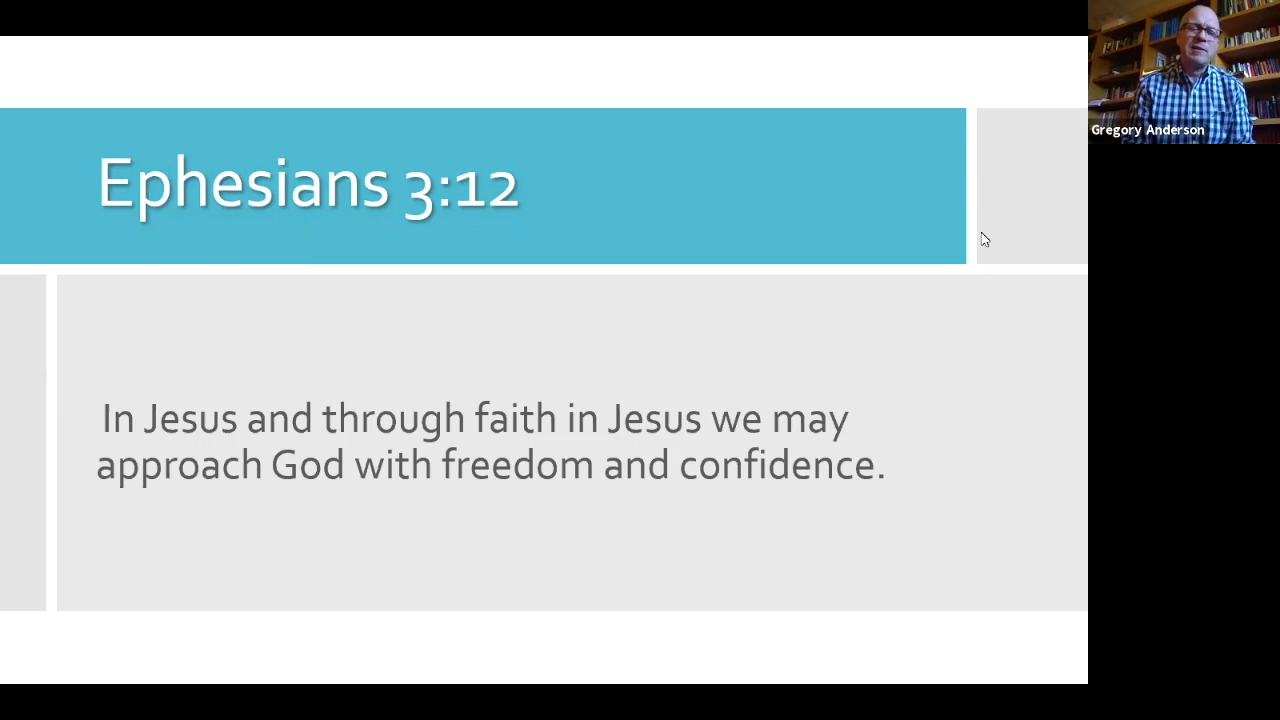 Ephesians 3:12
In Jesus and through faith in Jesus we may
approach God with freedom and confidence.
Gregory Anderson